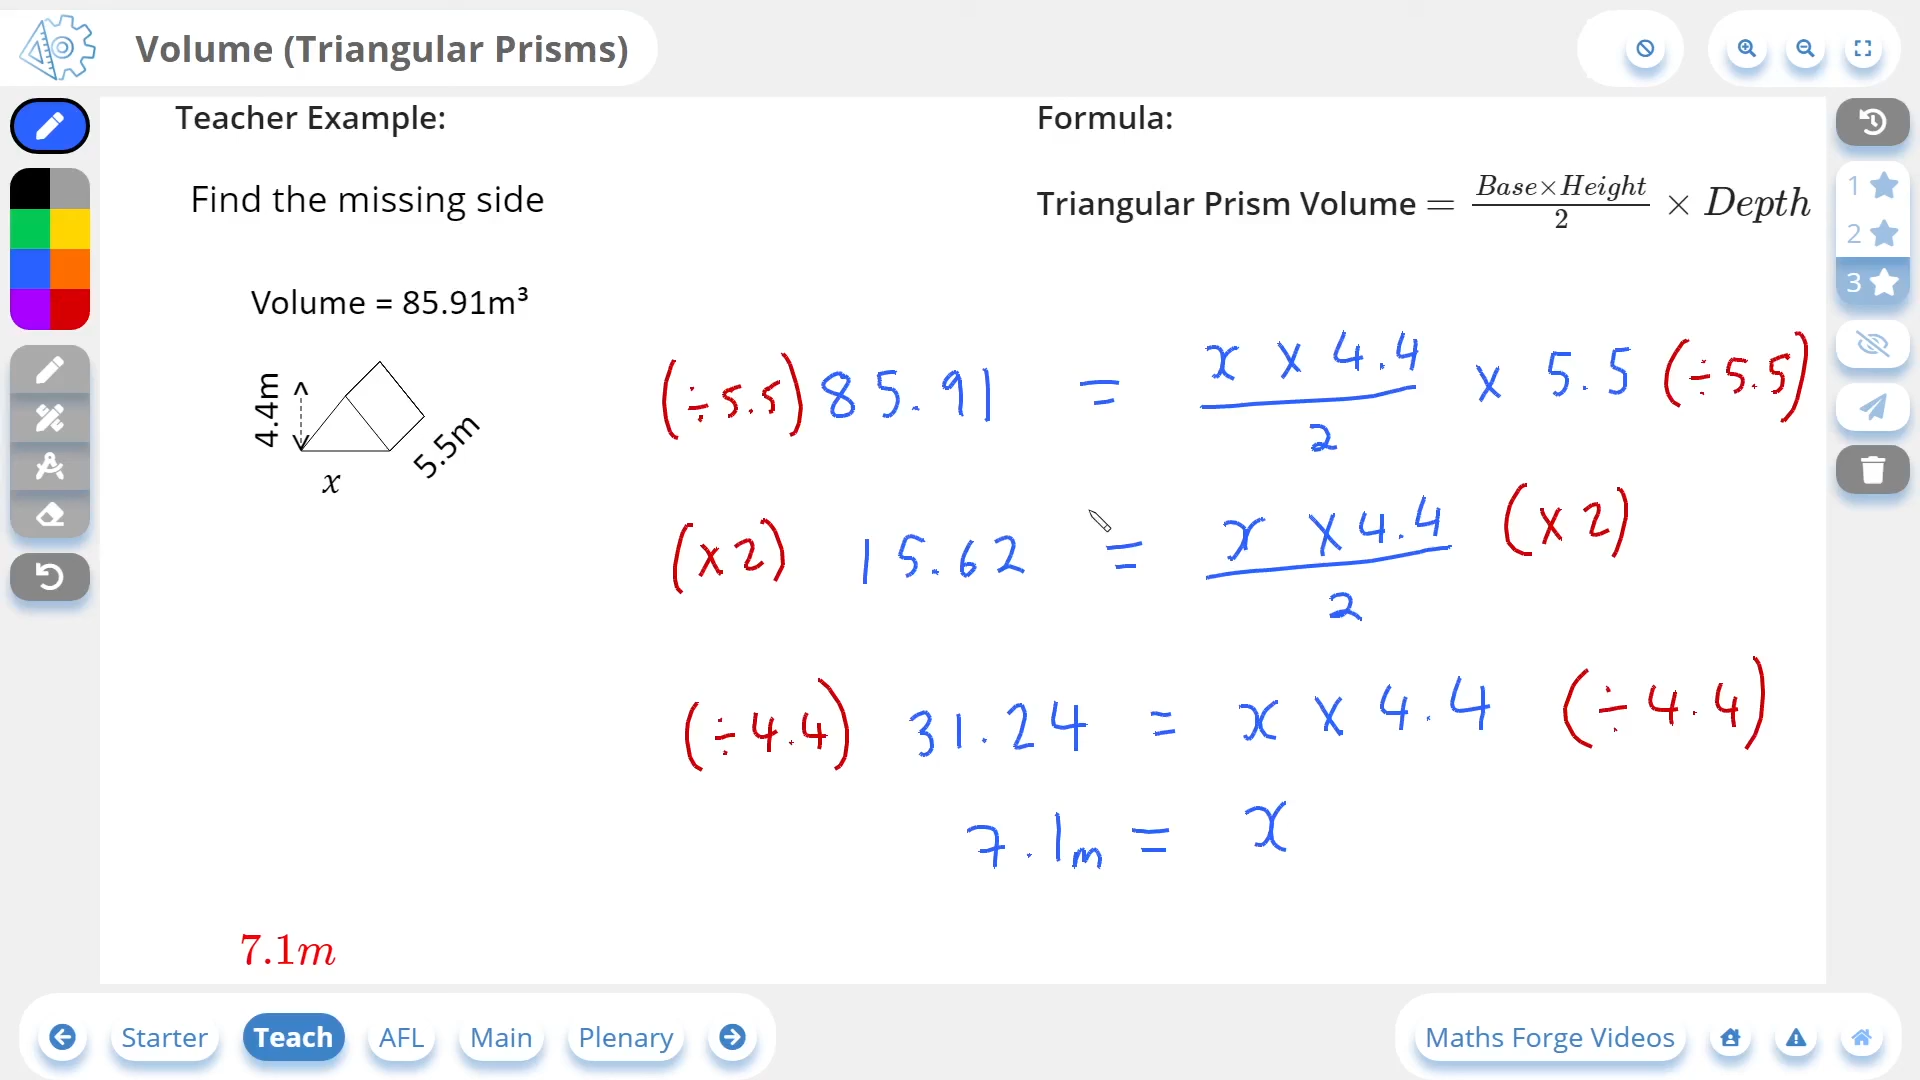 Volume (Triangular Prisms)
Teacher Example:
Formula:
Find the missing side
Triangular Prism Volume = Base×Height/2 × Depth
1
2
3
Volume = 85.91m³
4.4m
x
5.5m
(÷5.5) 85.91 = x × 4.4/2 × 5.5 (÷5.5)
(×2) 15.62 = x × 4.4/2 (×2)
(÷4.4) 31.24 = x × 4.4 (÷4.4)
7.1m = x
7.1m
Starter Teach AFL Main Plenary
Maths Forge Videos